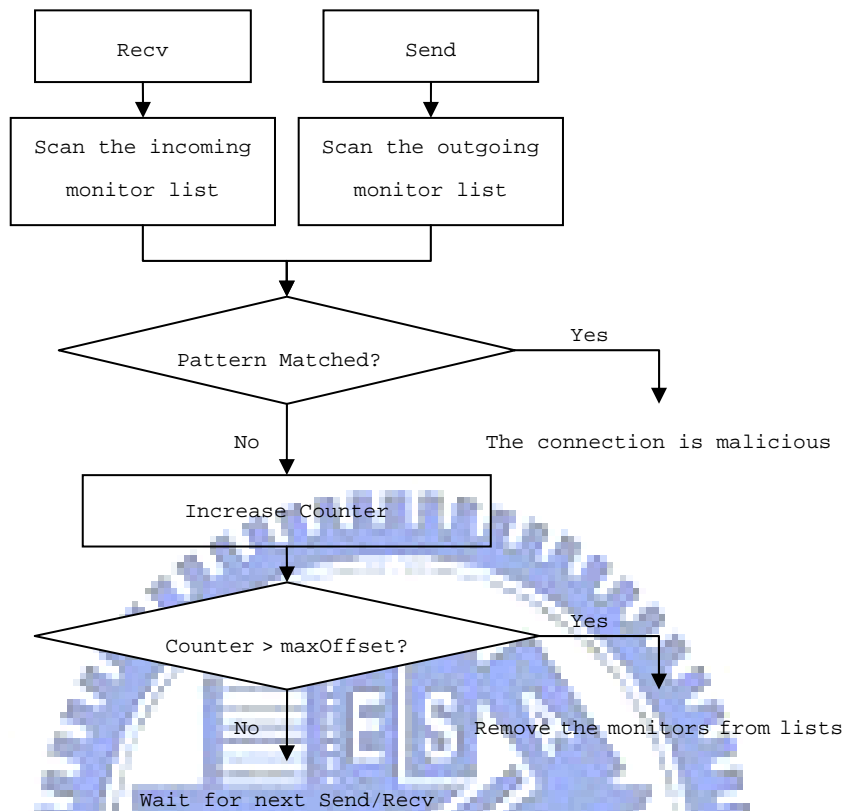 Recv
Send
Scan the incoming
monitor list
Scan the outgoing
monitor list
Pattern Matched?
Yes
No
The connection is malicious
Increase Counter
Counter > maxOffset?
Yes
No
Remove the monitors from lists
Wait for next Send/Recv
ES